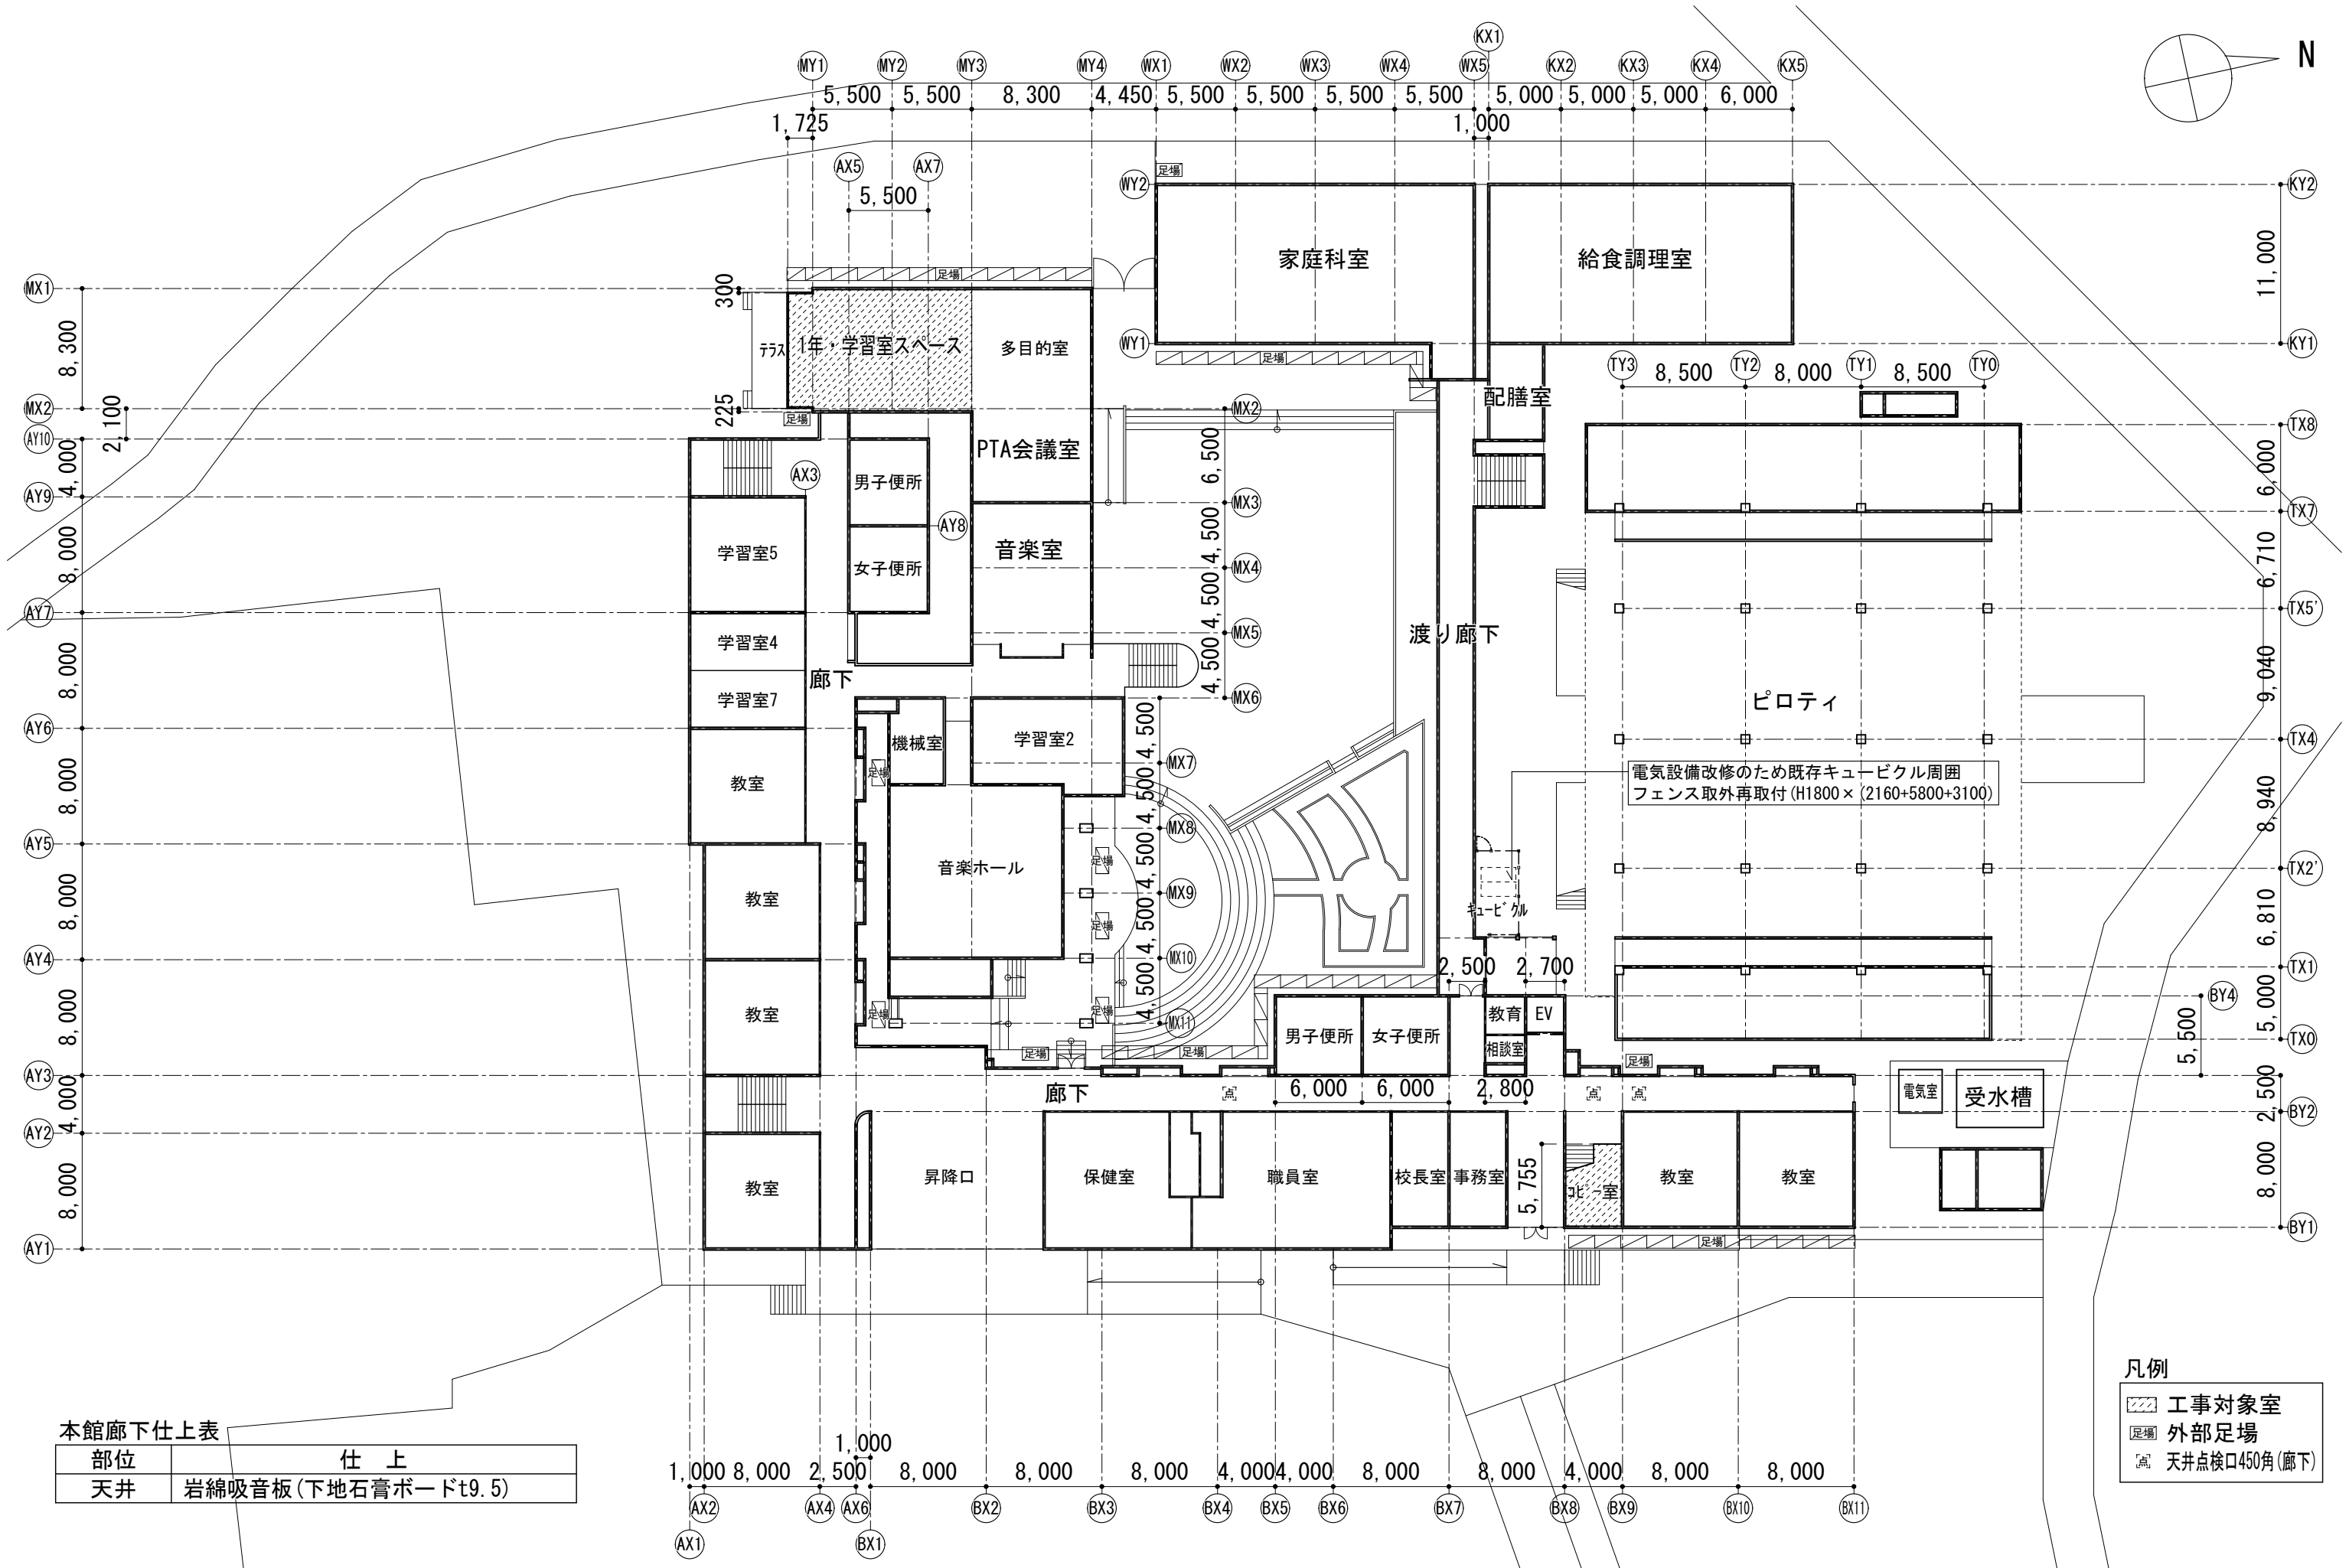 KX1
MY1 MY2 MY3 MY4 WX1 WX2 WX3 WX4 WX5 KX2 KX3 KX4 KX5
N
5,500 5,500 8,300 4,450 5,500 5,500 5,500 5,500 5,000 5,000 5,000 6,000
1,725 1,000
AX5 AX7
足場
WY2 KY2
5,500
家庭科室 給食調理室
11,000
足場
MX1
300
8,300
テラス
1年・学習室スペース
多目的室
WY1 KY1
足場
TY3 TY2 TY1 TY0
8,500 8,000 8,500
配膳室
MX2 MX2
225
足場
2,100
TX8
AY10
PTA会議室
6,500
6,000
4,000
AX3
男子便所
AY9
MX3
TX7
AY8
学習室5
音楽室
4,500
6,710
8,000
女子便所
MX4
4,500
AY7
TX5'
学習室4
MX5
渡り廊下
8,000
4,500
9,040
廊下
学習室7
MX6
ピロティ
AY6
機械室
学習室2
4,500
TX4
足場
MX7
電気設備改修のため既存キュービクル周囲
フェンス取外再取付(H1800×(2160+5800+3100)
教室
8,000
4,500
8,940
MX8
AY5
足場
4,500
音楽ホール
TX2'
教室
8,000
MX9
キュービクル
足場
4,500
6,810
AY4
MX10
2,500 2,700
TX1
4,500
BY4
教室
8,000
足場
足場
MX11
男子便所 女子便所
教育
相談室
EV
5,000
5,500
足場
足場
足場
TX0
AY3
廊下
点
6,000 6,000 2,800
点 点
電気室
受水槽
2,500
4,000
BY2
AY2
教室
8,000
昇降口
保健室
職員室
校長室
事務室
5,755
コピー室
教室
教室
8,000
BY1
AY1
足場
凡例
工事対象室
足場 外部足場
点 天井点検口450角(廊下)
本館廊下仕上表
部位 仕 上
天井 岩綿吸音板(下地石膏ボードt9.5)
1,000
1,000 8,000 2,500 8,000 8,000 8,000 4,000 4,000 8,000 8,000 4,000 8,000 8,000
AX2 AX4 AX6 BX2 BX3 BX4 BX5 BX6 BX7 BX8 BX9 BX10 BX11
AX1 BX1